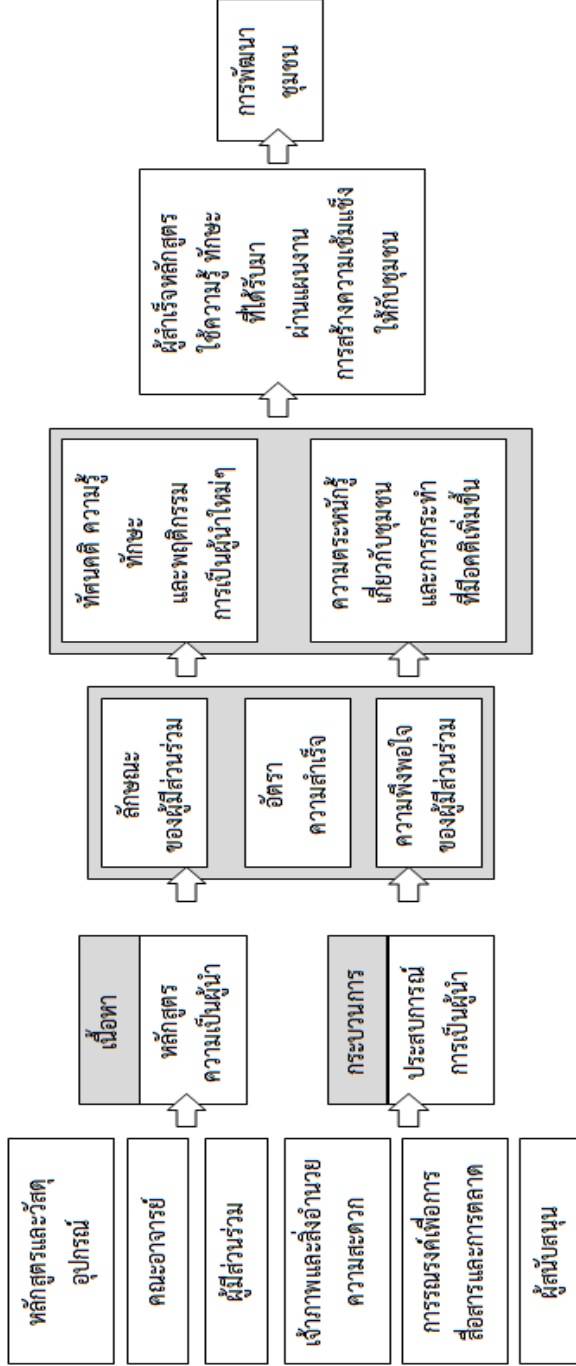 หลักสูตรและวัสดุ
อุปกรณ์
คณะอาจารย์
ผู้มีส่วนร่วม
เจ้าภาพและสิ่งอำนวย
ความสะดวก
การรณรงค์เพื่อการ
สื่อสารและการตลาด
ผู้สนับสนุน
เนื้อหา
หลักสูตร
ความเป็นผู้นำ
กระบวนการ
ประสบการณ์
การเป็นผู้นำ
ลักษณะ
ของผู้มีส่วนร่วม
อัตรา
ความสำเร็จ
ความพึงพอใจ
ของผู้มีส่วนร่วม
ทัศนคติ ความรู้
ทักษะ
และพฤติกรรม
การเป็นผู้นำใหม่ๆ
ความตระหนักรู้
เกี่ยวกับชุมชน
และการกระทำ
ที่มีอคติเพิ่มขึ้น
ผู้สำเร็จหลักสูตร
ใช้ความรู้ ทักษะ
ที่ได้รับมา
ผ่านแผนงาน
การสร้างความเข้มแข็ง
ให้กับชุมชน
การพัฒนา
ชุมชน